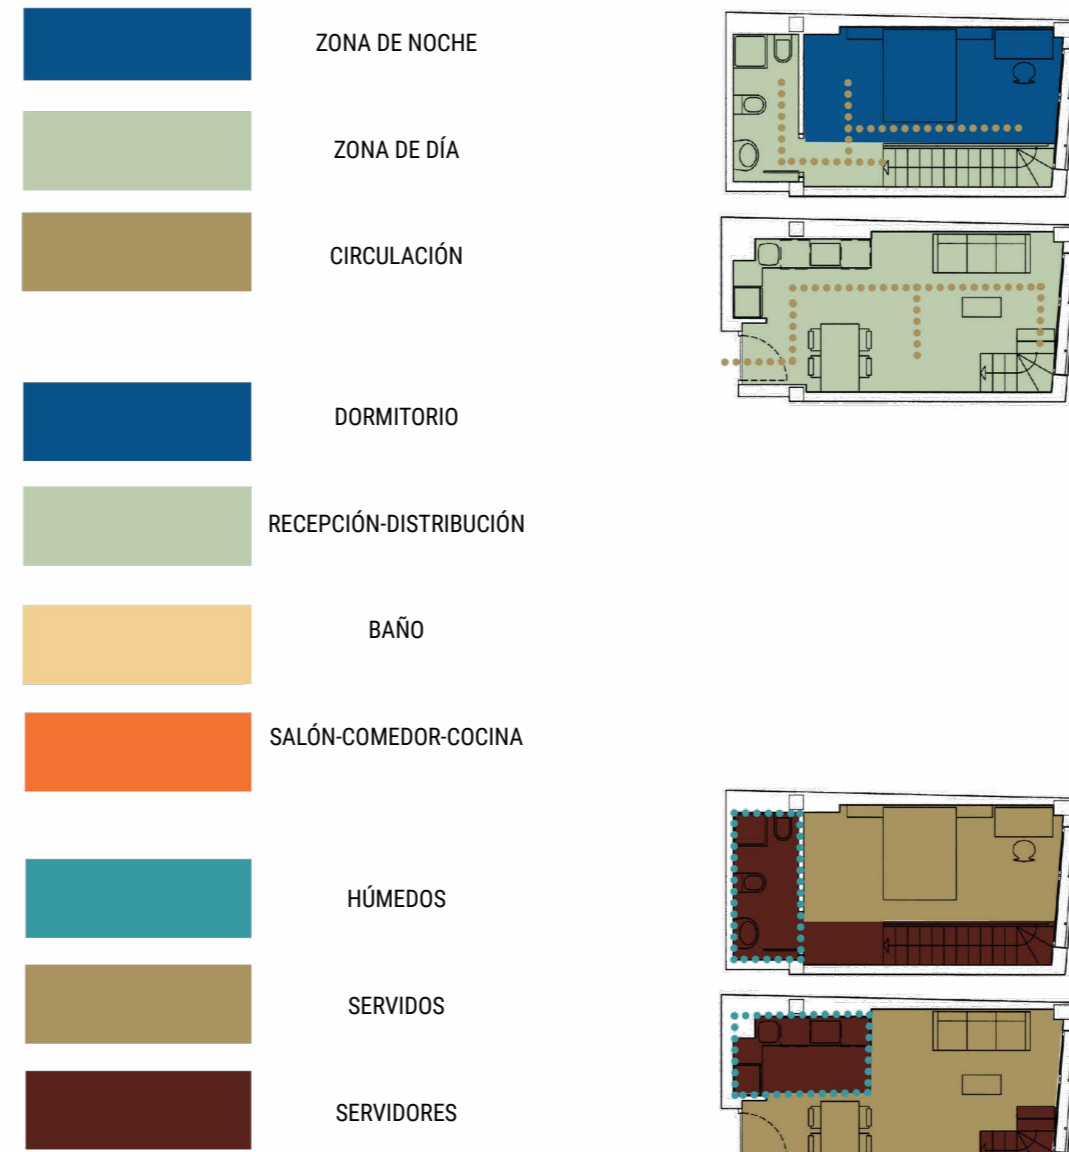 ZONA DE NOCHE
ZONA DE DÍA
CIRCULACIÓN
DORMITORIO
RECEPCIÓN-DISTRIBUCIÓN
BAÑO
SALÓN-COMEDOR-COCINA
HÚMEDOS
SERVIDOS
SERVIDORES